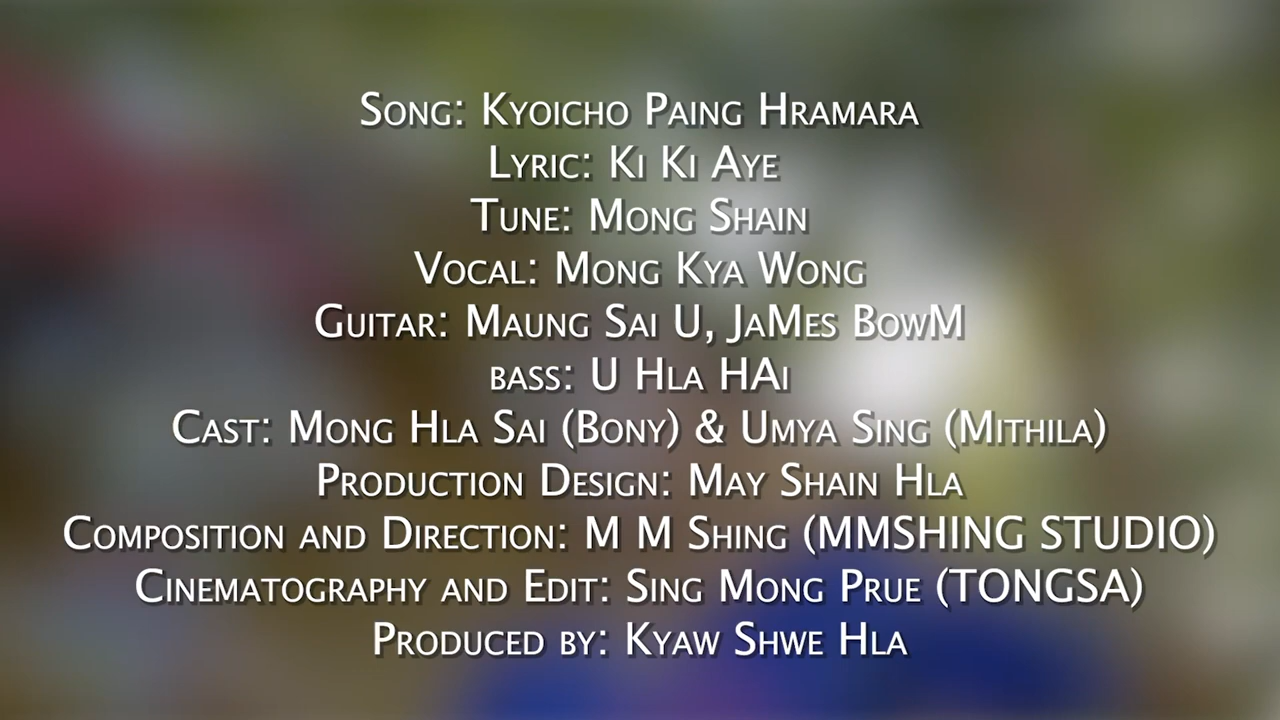 Song: Kyoicho Paing Hramara
Lyric: Ki Ki Aye
Tune: Mong Shain
Vocal: Mong Kya Wong
Guitar: Maung Sai U, JaMes BowM
bass: U Hla HAi
Cast: Mong Hla Sai (Bony) & Umya Sing (Mithila)
Production Design: May Shain Hla
Composition and Direction: M M Shing (MMSHING STUDIO)
Cinematography and Edit: Sing Mong Prue (TONGSA)
Produced by: Kyaw Shwe Hla